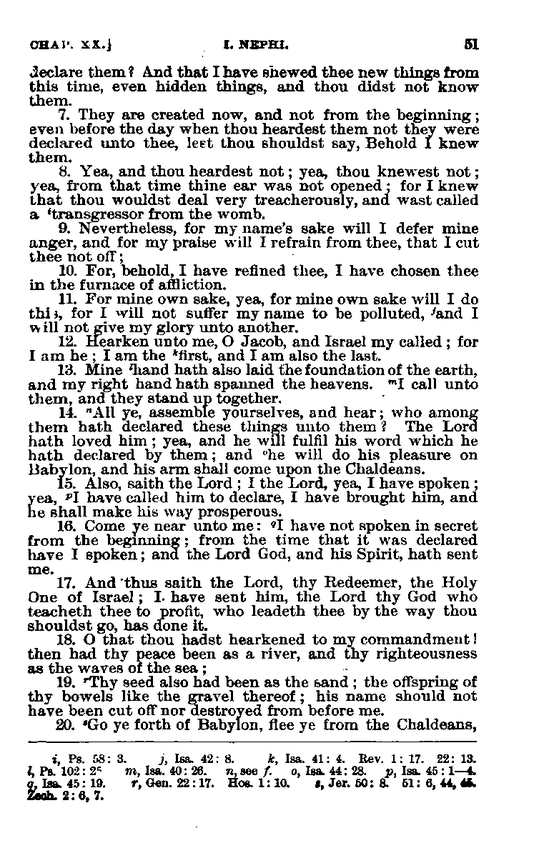 CHAP. XX.] I. NEPHI. 51
declare them? And that I have shewed thee new things from
this time, even hidden things, and thou didst not know
them.
7. They are created now, and not from the beginning;
even before the day when thou heardest them not they were
declared unto thee, lest thou shouldst say, Behold I knew
them.
8. Yea, and thou heardest not; yea, thou knewest not;
yea, from that time thine ear was not opened; for I knew
that thou wouldst deal very treacherously, and wast called
a ⁱtransgressor from the womb.
9. Nevertheless, for my name's sake will I defer mine
anger, and for my praise will I refrain from thee, that I cut
thee not off;
10. For, behold, I have refined thee, I have chosen thee
in the furnace of affliction.
11. For mine own sake, yea, for mine own sake will I do
this, for I will not suffer my name to be polluted, ʲand I
will not give my glory unto another.
12. Hearken unto me, O Jacob, and Israel my called; for
I am he; I am the ᵏfirst, and I am also the last.
13. Mine ˡhand hath also laid the foundation of the earth,
and my right hand hath spanned the heavens. ᵐI call unto
them, and they stand up together.
14. ⁿAll ye, assemble yourselves, and hear; who among
them hath declared these things unto them? The Lord
hath loved him; yea, and he will fulfil his word which he
hath declared by them; and ᵒhe will do his pleasure on
Babylon, and his arm shall come upon the Chaldeans.
15. Also, saith the Lord; I the Lord, yea, I have spoken;
yea, ᵖI have called him to declare, I have brought him, and
he shall make his way prosperous.
16. Come ye near unto me: qI have not spoken in secret
from the beginning; from the time that it was declared
have I spoken; and the Lord God, and his Spirit, hath sent
me.
17. And thus saith the Lord, thy Redeemer, the Holy
One of Israel; I have sent him, the Lord thy God who
teacheth thee to profit, who leadeth thee by the way thou
shouldst go, has done it.
18. O that thou hadst hearkened to my commandment!
then had thy peace been as a river, and thy righteousness
as the waves of the sea;
19. ʳThy seed also had been as the sand; the offspring of
thy bowels like the gravel thereof; his name should not
have been cut off nor destroyed from before me.
20. ˢGo ye forth of Babylon, flee ye from the Chaldeans,
i, Ps. 58: 3. j, Isa. 42: 8. k, Isa. 41: 4. Rev. 1: 17. 22: 13.
l, Ps. 102: m, Isa. 40: 26. n, see f. o, Isa. 44: 28. p, Isa. 45: 1—4.
q, Isa. 45: 19. r, Gen. 22: 17. Hos. 1: 10. s, Jer. 50: 8. 51: 6, 44, 45.
Zech. 2: 6, 7.